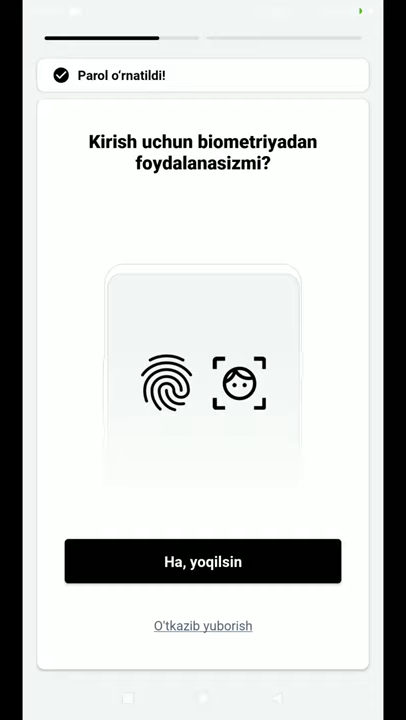 Parol o‘rnatildi!
Kirish uchun biometriyadan
foydalanasizmi?
Ha, yoqilsin
O'tkazib yuborish